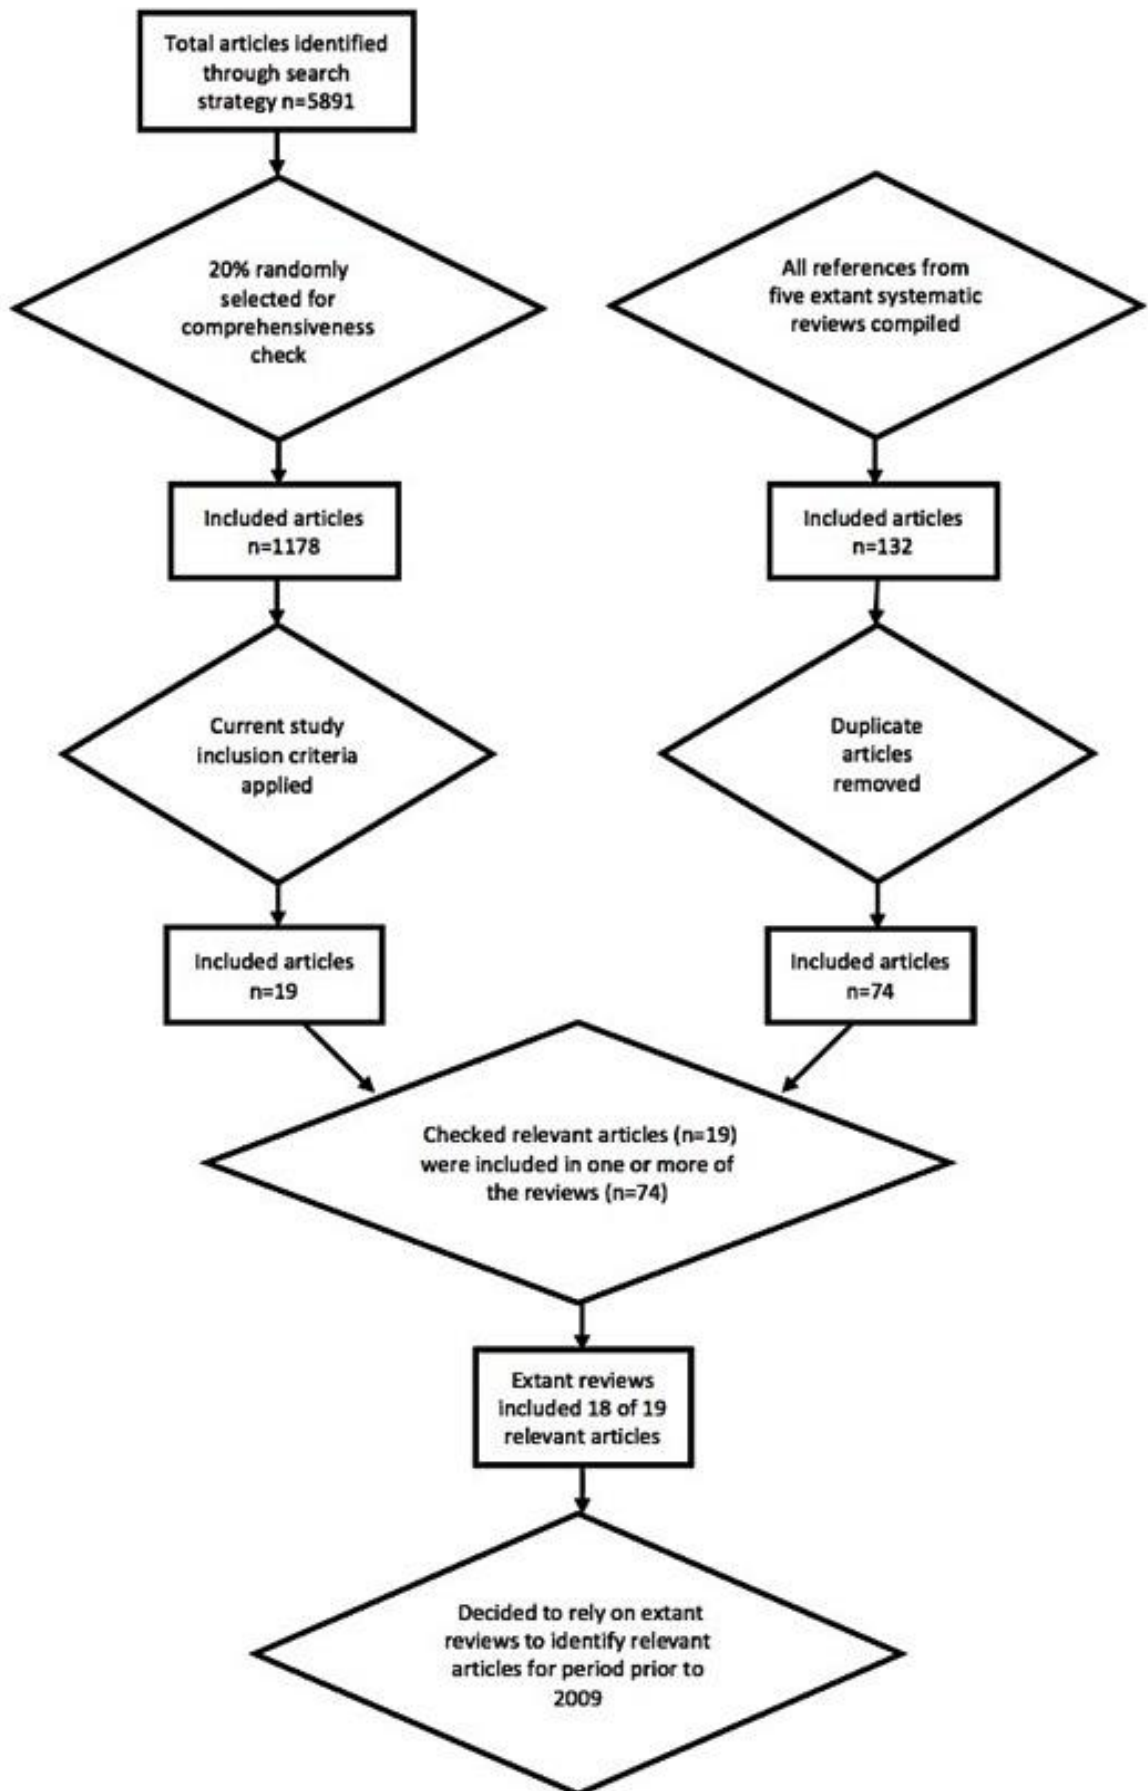 Total articles identified
through search
strategy n=5891
20% randomly
selected for
comprehensiveness
check
All references from
five extant systematic
reviews compiled
Included articles
n=1178
Included articles
n=132
Current study
inclusion criteria
applied
Duplicate
articles
removed
Included articles
n=19
Included articles
n=74
Checked relevant articles (n=19)
were included in one or more of
the reviews (n=74)
Extant reviews
included 18 of 19
relevant articles
Decided to rely on extant
reviews to identify relevant
articles for period prior to
2009